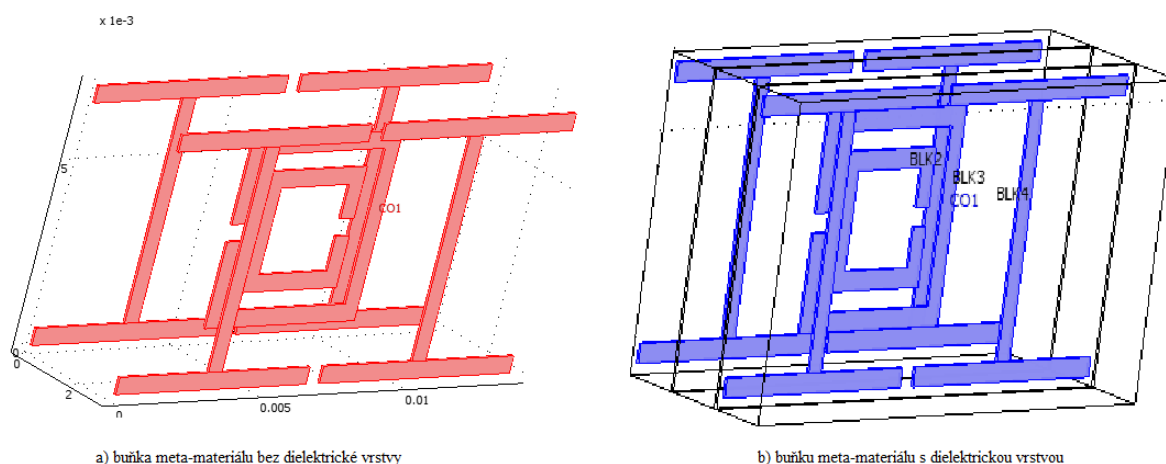 x 1e-3
5
0
0
2
0
0.005
0.01
CO1
BLK2
BLK3
CO1
BLK4
a) buňka meta-materiálu bez dielektrické vrstvy
b) buňku meta-materiálu s dielektrickou vrstvou